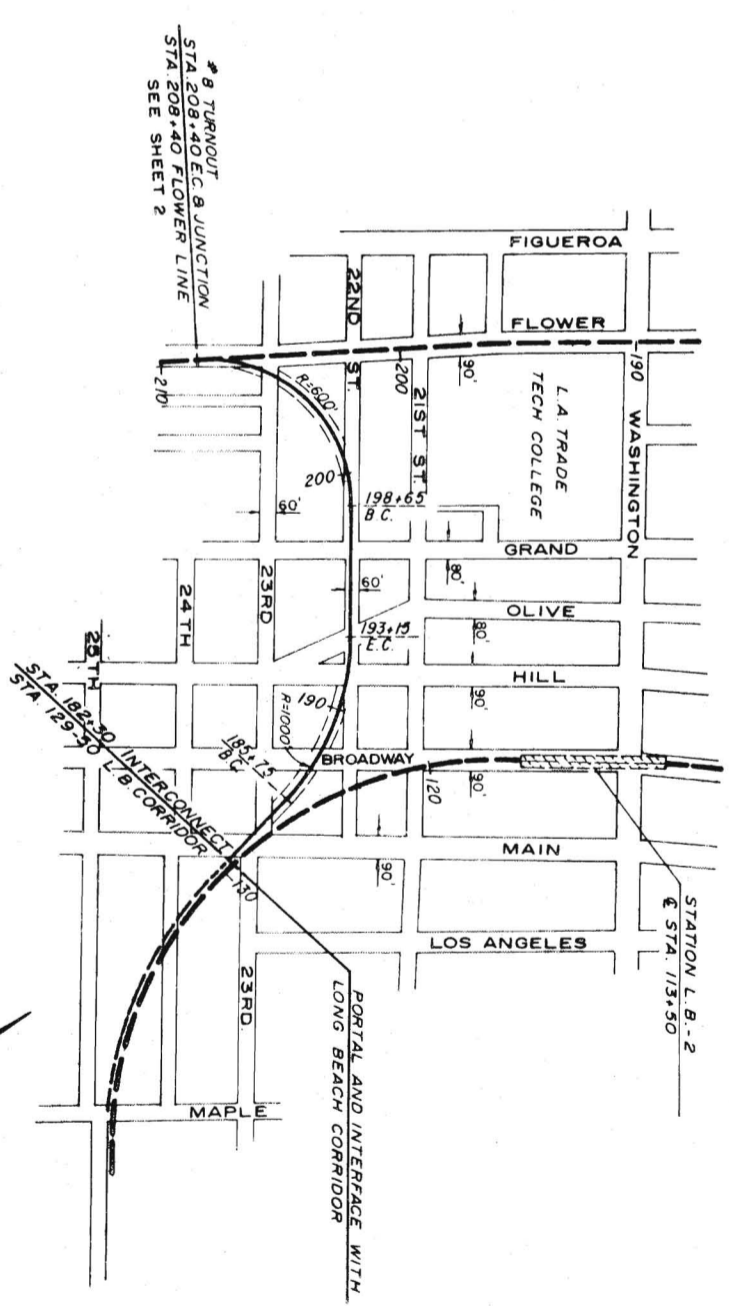 #8 TURNOUT
STA. 208+40 E.C. & JUNCTION
STA. 208+40 FLOWER LINE
SEE SHEET 2
FIGUEROA
FLOWER
22ND ST.
21ST ST.
L.A. TRADE
TECH COLLEGE
WASHINGTON
190
200
210
90'
R=600'
200
198+65
B.C.
60'
60'
GRAND
80'
OLIVE
80'
193+15
E.C.
HILL
90'
23RD
24TH
25TH
190
R=1000'
185+75
B.C.
BROADWAY
120
90'
STA. 182+30 INTERCONNECT
STA. 129+50 L.B. CORRIDOR
MAIN
90'
130
LOS ANGELES
23RD.
MAPLE
STATION L.B.-2
℄ STA. 113+50
PORTAL AND INTERFACE WITH
LONG BEACH CORRIDOR